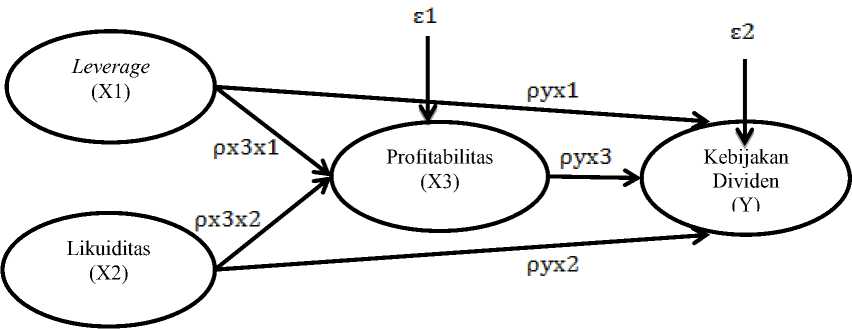 ε1
ε2
Leverage
(X1)
ρyx1
ρx3x1
Profitabilitas
(X3)
ρyx3
Kebijakan
Dividen
(Y)
ρx3x2
Likuiditas
(X2)
ρyx2